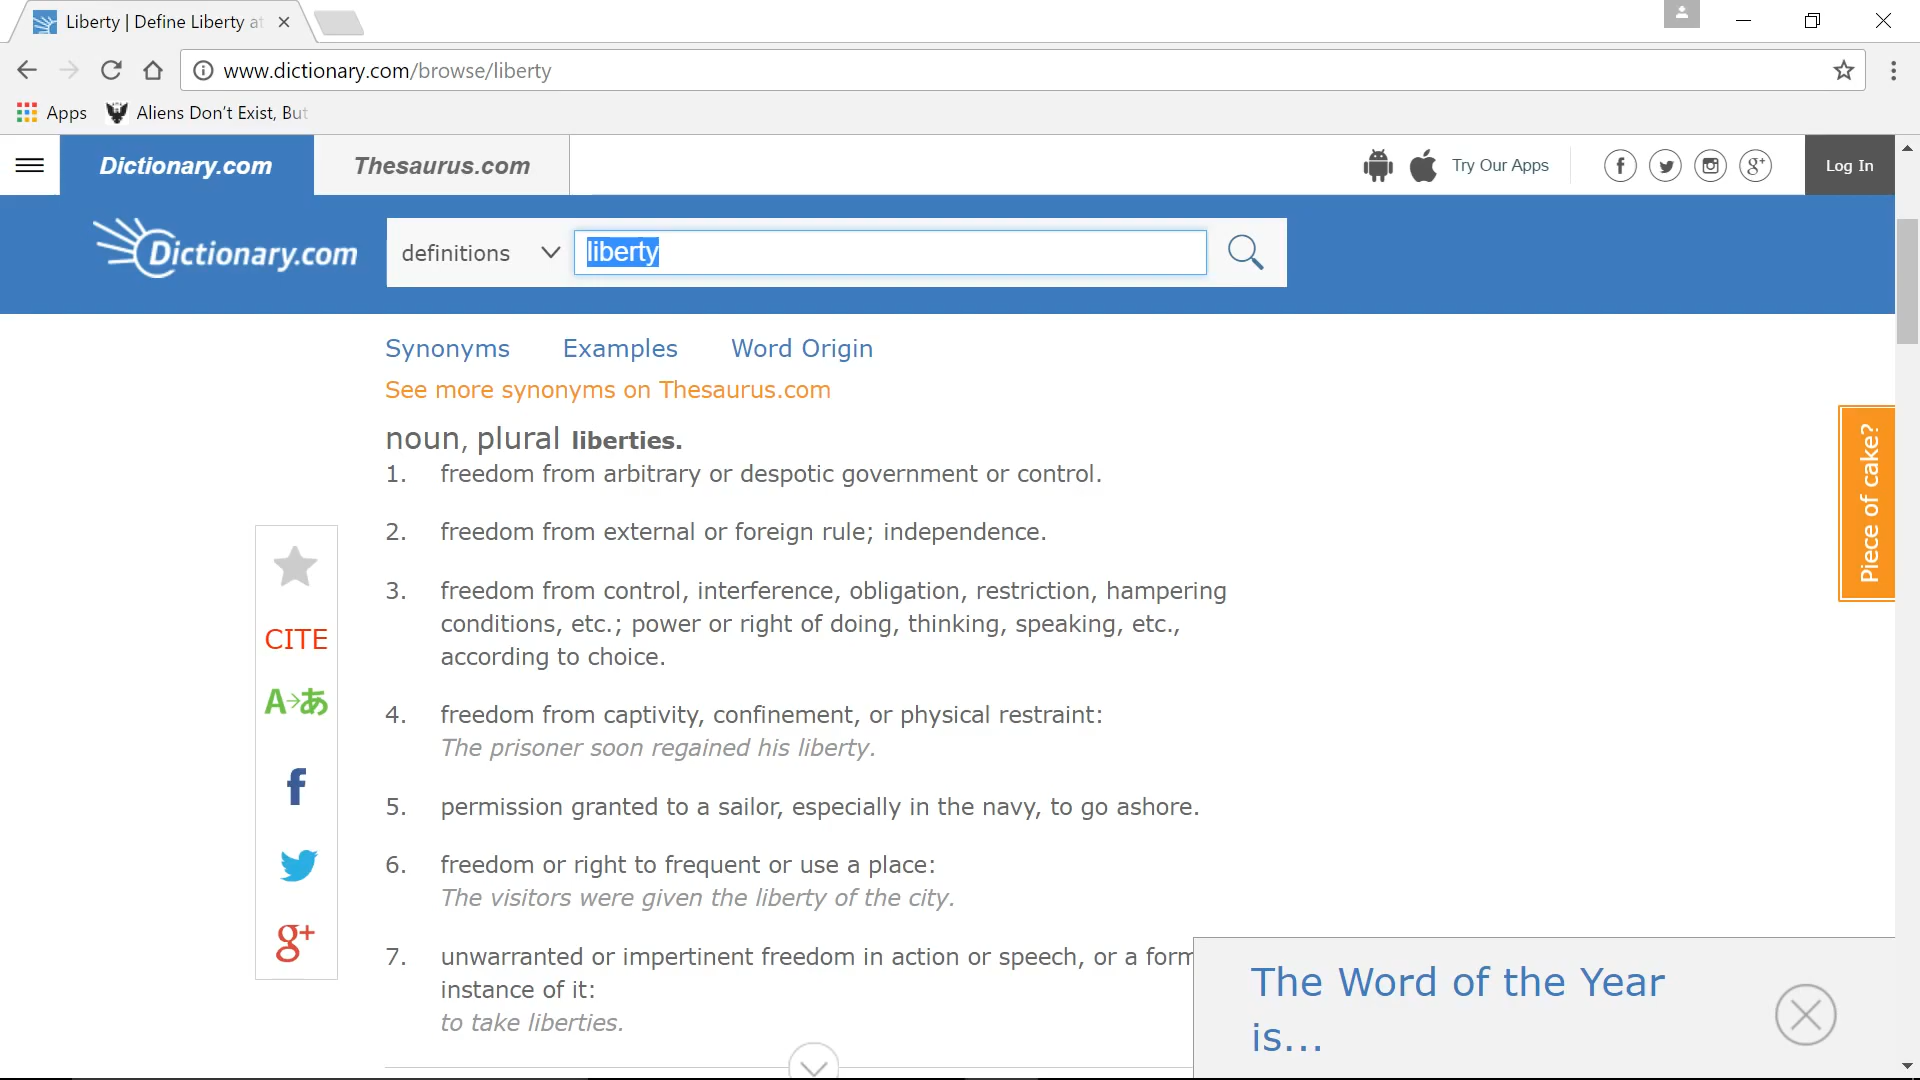 Liberty | Define Liberty at
www.dictionary.com/browse/liberty
Apps Aliens Don't Exist, But
Dictionary.com Thesaurus.com Try Our Apps Log In
Dictionary.com definitions liberty
Synonyms Examples Word Origin
See more synonyms on Thesaurus.com
noun, plural liberties.
1. freedom from arbitrary or despotic government or control.
2. freedom from external or foreign rule; independence.
3. freedom from control, interference, obligation, restriction, hampering
conditions, etc.; power or right of doing, thinking, speaking, etc.,
according to choice.
4. freedom from captivity, confinement, or physical restraint:
The prisoner soon regained his liberty.
5. permission granted to a sailor, especially in the navy, to go ashore.
6. freedom or right to frequent or use a place:
The visitors were given the liberty of the city.
7. unwarranted or impertinent freedom in action or speech, or a form
instance of it:
to take liberties.
CITE
A→あ
f
g+
Piece of cake?
The Word of the Year
is...